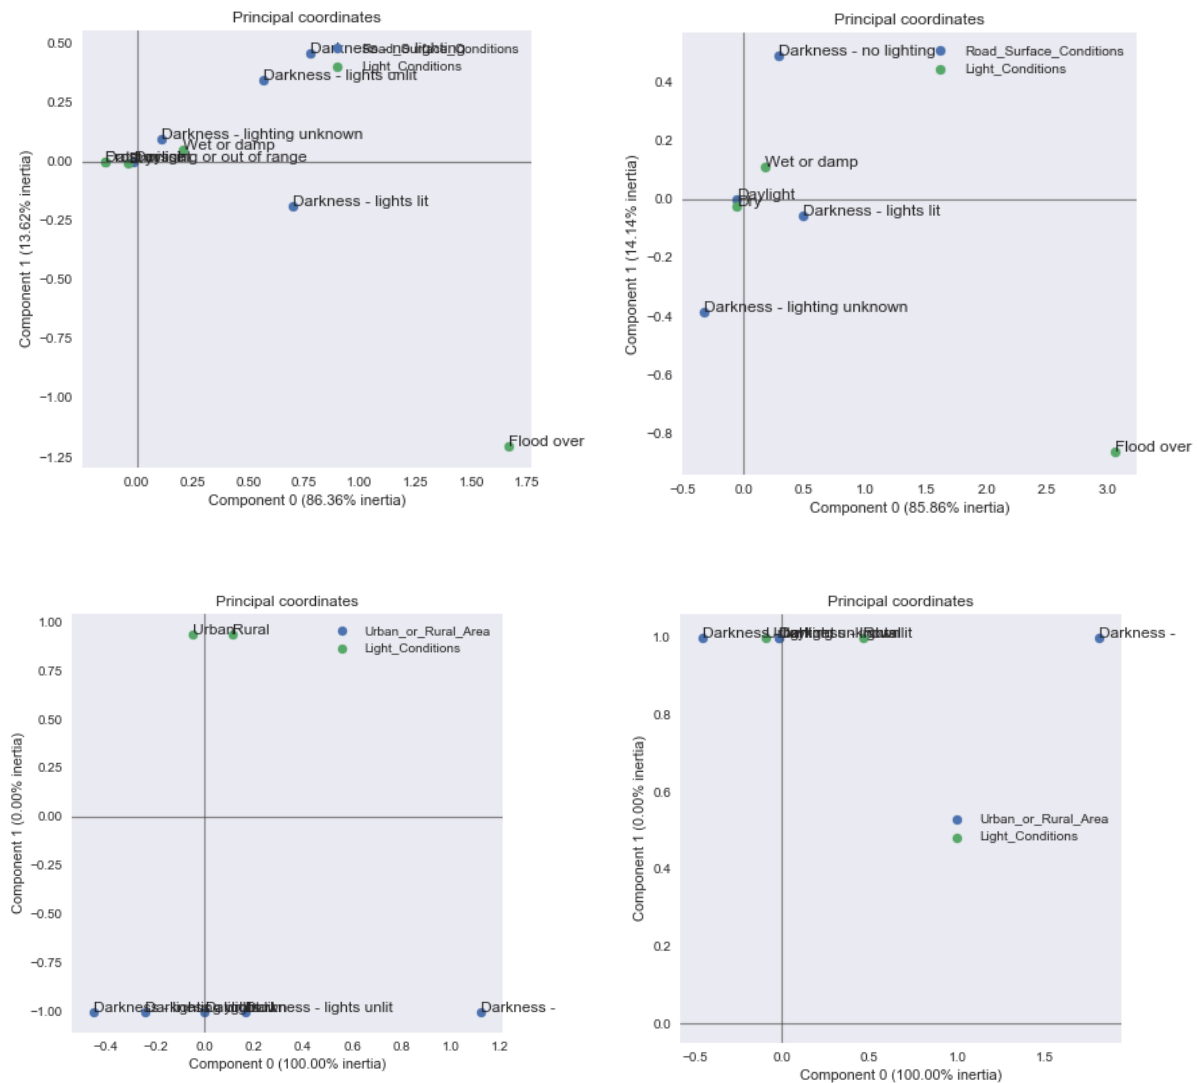 Principal coordinates
0.50
0.25
0.00
−0.25
−0.50
−0.75
−1.00
−1.25
Component 1 (13.62% inertia)
Darkness - no lighting
Road_Surface_Conditions
Light_Conditions
Darkness - lights unlit
Darkness - lighting unknown
Wet or damp
Daylight
missing or out of range
Darkness - lights lit
Flood over
0.00 0.25 0.50 0.75 1.00 1.25 1.50 1.75
Component 0 (86.36% inertia)
Principal coordinates
0.4
0.2
0.0
−0.2
−0.4
−0.6
−0.8
Component 1 (14.14% inertia)
Darkness - no lighting
Road_Surface_Conditions
Light_Conditions
Wet or damp
Daylight
Dry
Darkness - lights lit
Darkness - lighting unknown
Flood over
−0.5 0.0 0.5 1.0 1.5 2.0 2.5 3.0
Component 0 (85.86% inertia)
Principal coordinates
1.00
0.75
0.50
0.25
0.00
−0.25
−0.50
−0.75
−1.00
Component 1 (0.00% inertia)
Urban
Rural
Urban_or_Rural_Area
Light_Conditions
Darkness - lights unlit
Darkness -
−0.4 −0.2 0.0 0.2 0.4 0.6 0.8 1.0 1.2
Component 0 (100.00% inertia)
Principal coordinates
1.0
0.8
0.6
0.4
0.2
0.0
Component 1 (0.00% inertia)
Darkness
Darkness -
Urban_or_Rural_Area
Light_Conditions
−0.5 0.0 0.5 1.0 1.5
Component 0 (100.00% inertia)